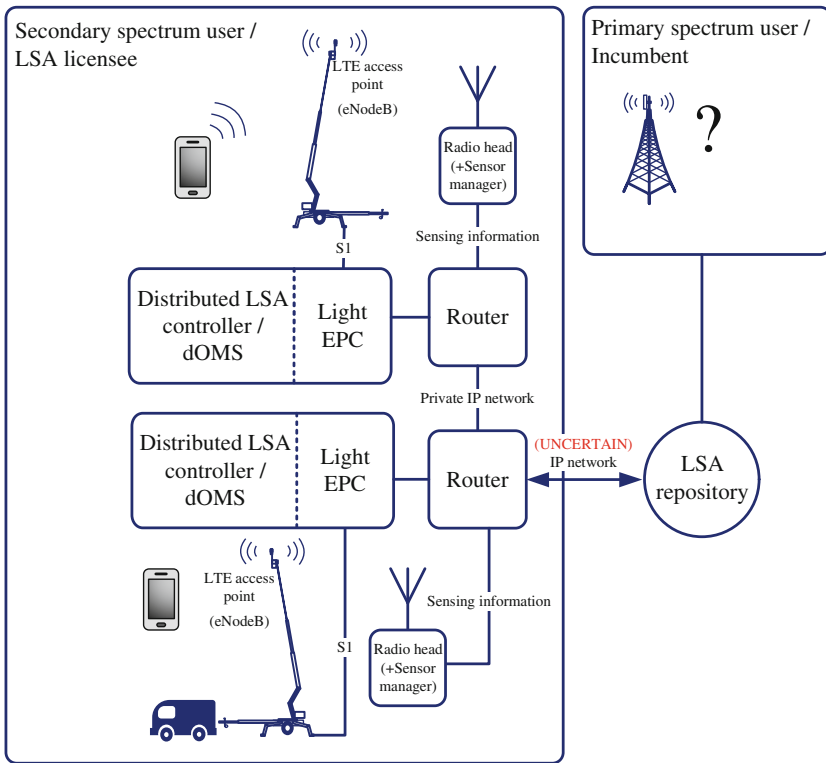 Secondary spectrum user /
LSA licensee
LTE access
point
(eNodeB)
Radio head
(+Sensor
manager)
Sensing information
S1
Distributed LSA
controller /
dOMS
Light
EPC
Router
Private IP network
Distributed LSA
controller /
dOMS
Light
EPC
Router
(UNCERTAIN)
IP network
LTE access
point
(eNodeB)
S1
Sensing information
Radio head
(+Sensor
manager)
Primary spectrum user /
Incumbent
?
LSA
repository